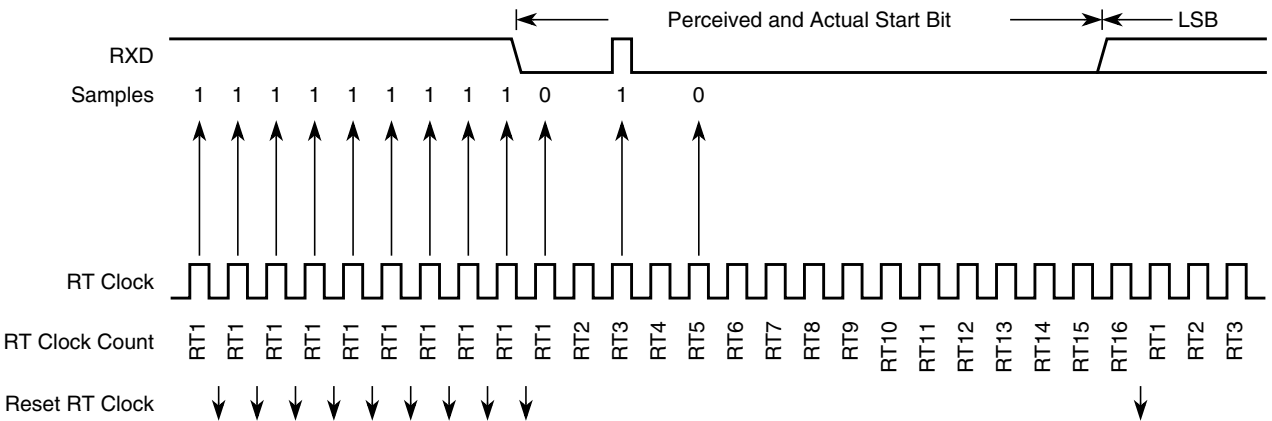 Perceived and Actual Start Bit LSB
RXD
Samples 1 1 1 1 1 1 1 1 1 0 1 0
RT Clock
RT Clock Count RT1 RT1 RT1 RT1 RT1 RT1 RT1 RT1 RT1 RT1 RT2 RT3 RT4 RT5 RT6 RT7 RT8 RT9 RT10 RT11 RT12 RT13 RT14 RT15 RT16 RT1 RT2 RT3
Reset RT Clock